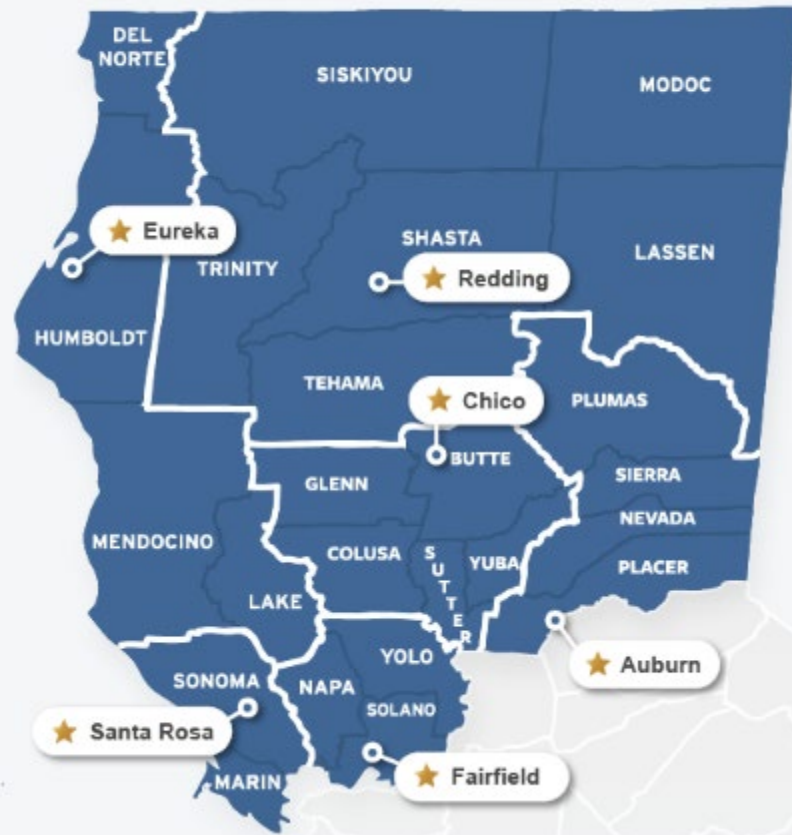 DEL
NORTE
SISKIYOU
MODOC
Eureka
TRINITY
SHASTA
LASSEN
Redding
HUMBOLDT
TEHAMA
Chico
PLUMAS
BUTTE
GLENN
SIERRA
NEVADA
MENDOCINO
COLUSA
SUTTER
YUBA
PLACER
LAKE
YOLO
Auburn
SONOMA
NAPA
SOLANO
Santa Rosa
Fairfield
MARIN